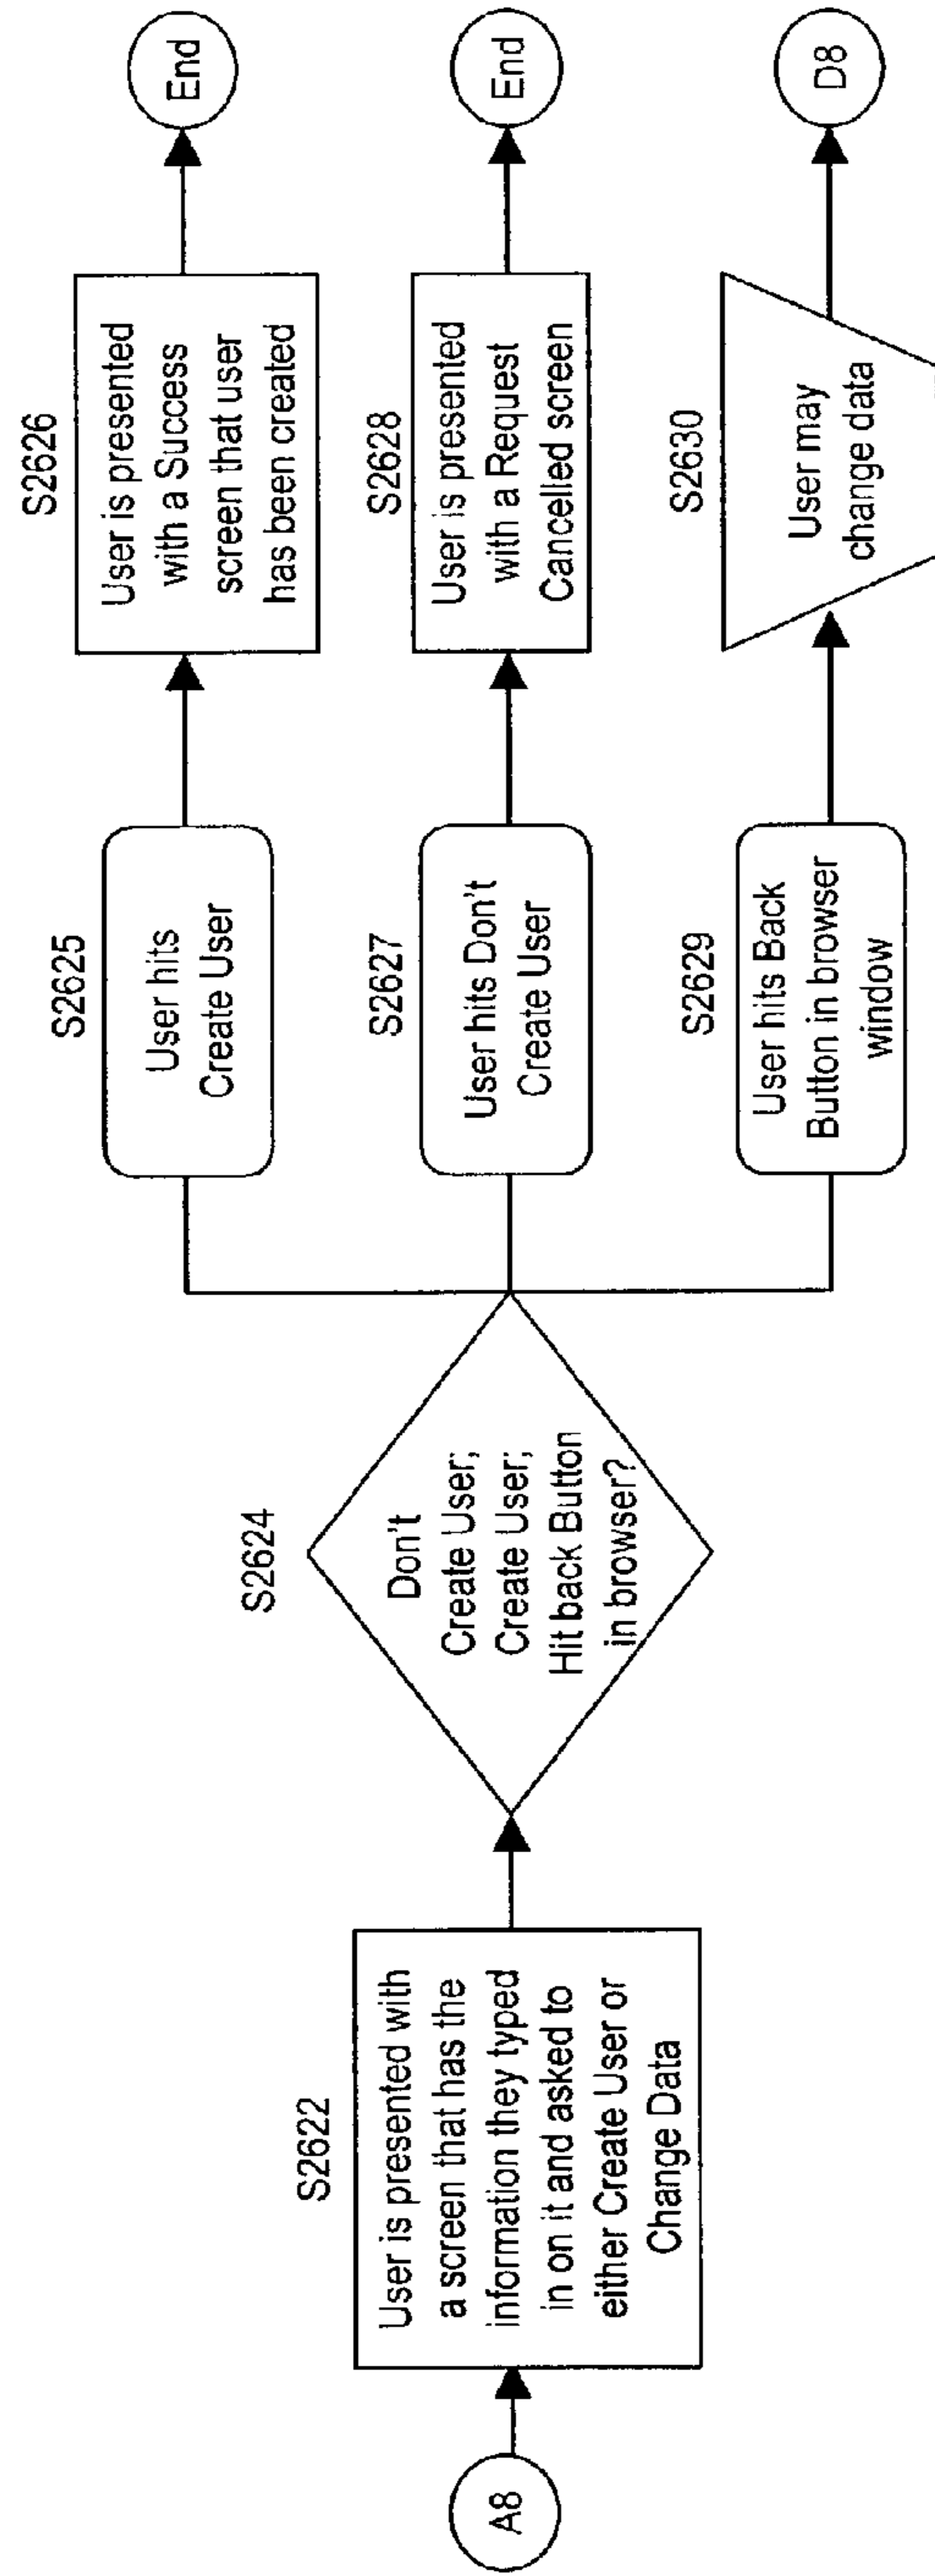 A8
S2622
User is presented with
a screen that has the
information they typed
in on it and asked to
either Create User or
Change Data
S2624
Don't
Create User;
Create User;
Hit back Button
in browser?
S2625
User hits
Create User
S2626
User is presented
with a Success
screen that user
has been created
End
S2627
User hits Don't
Create User
S2628
User is presented
with a Request
Cancelled screen
End
S2629
User hits Back
Button in browser
window
S2630
User may
change data
D8